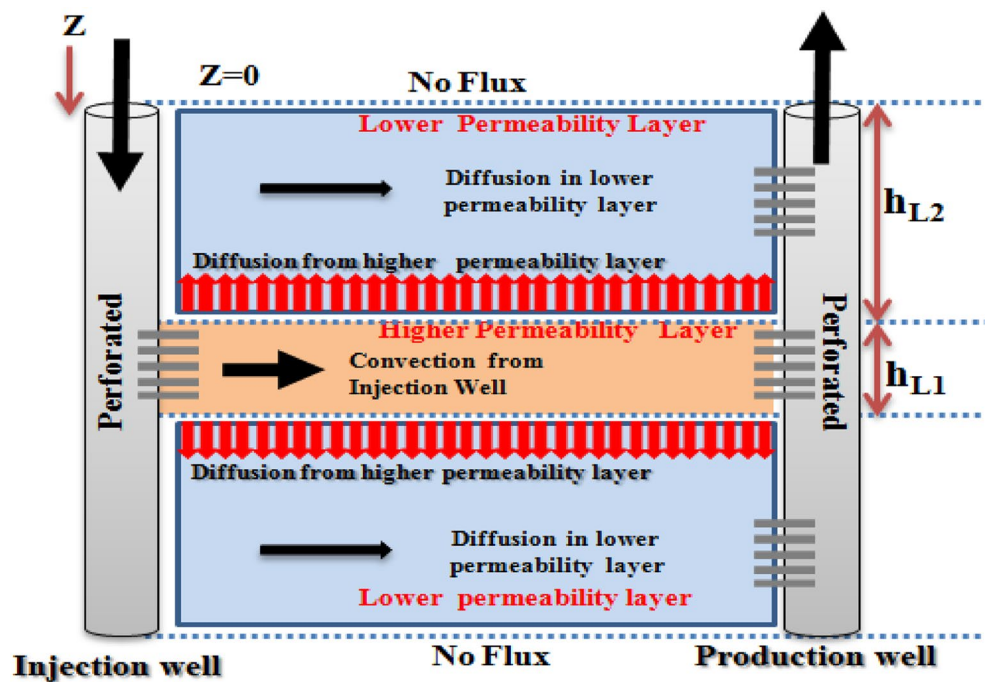 Z
Z=0
No Flux
Lower Permeability Layer
Diffusion in lower
permeability layer
hL2
Diffusion from higher permeability layer
Perforated
Perforated
Higher Permeability Layer
Convection from
Injection Well
hL1
Diffusion from higher permeability layer
Diffusion in lower
permeability layer
Lower permeability layer
Injection well
No Flux
Production well